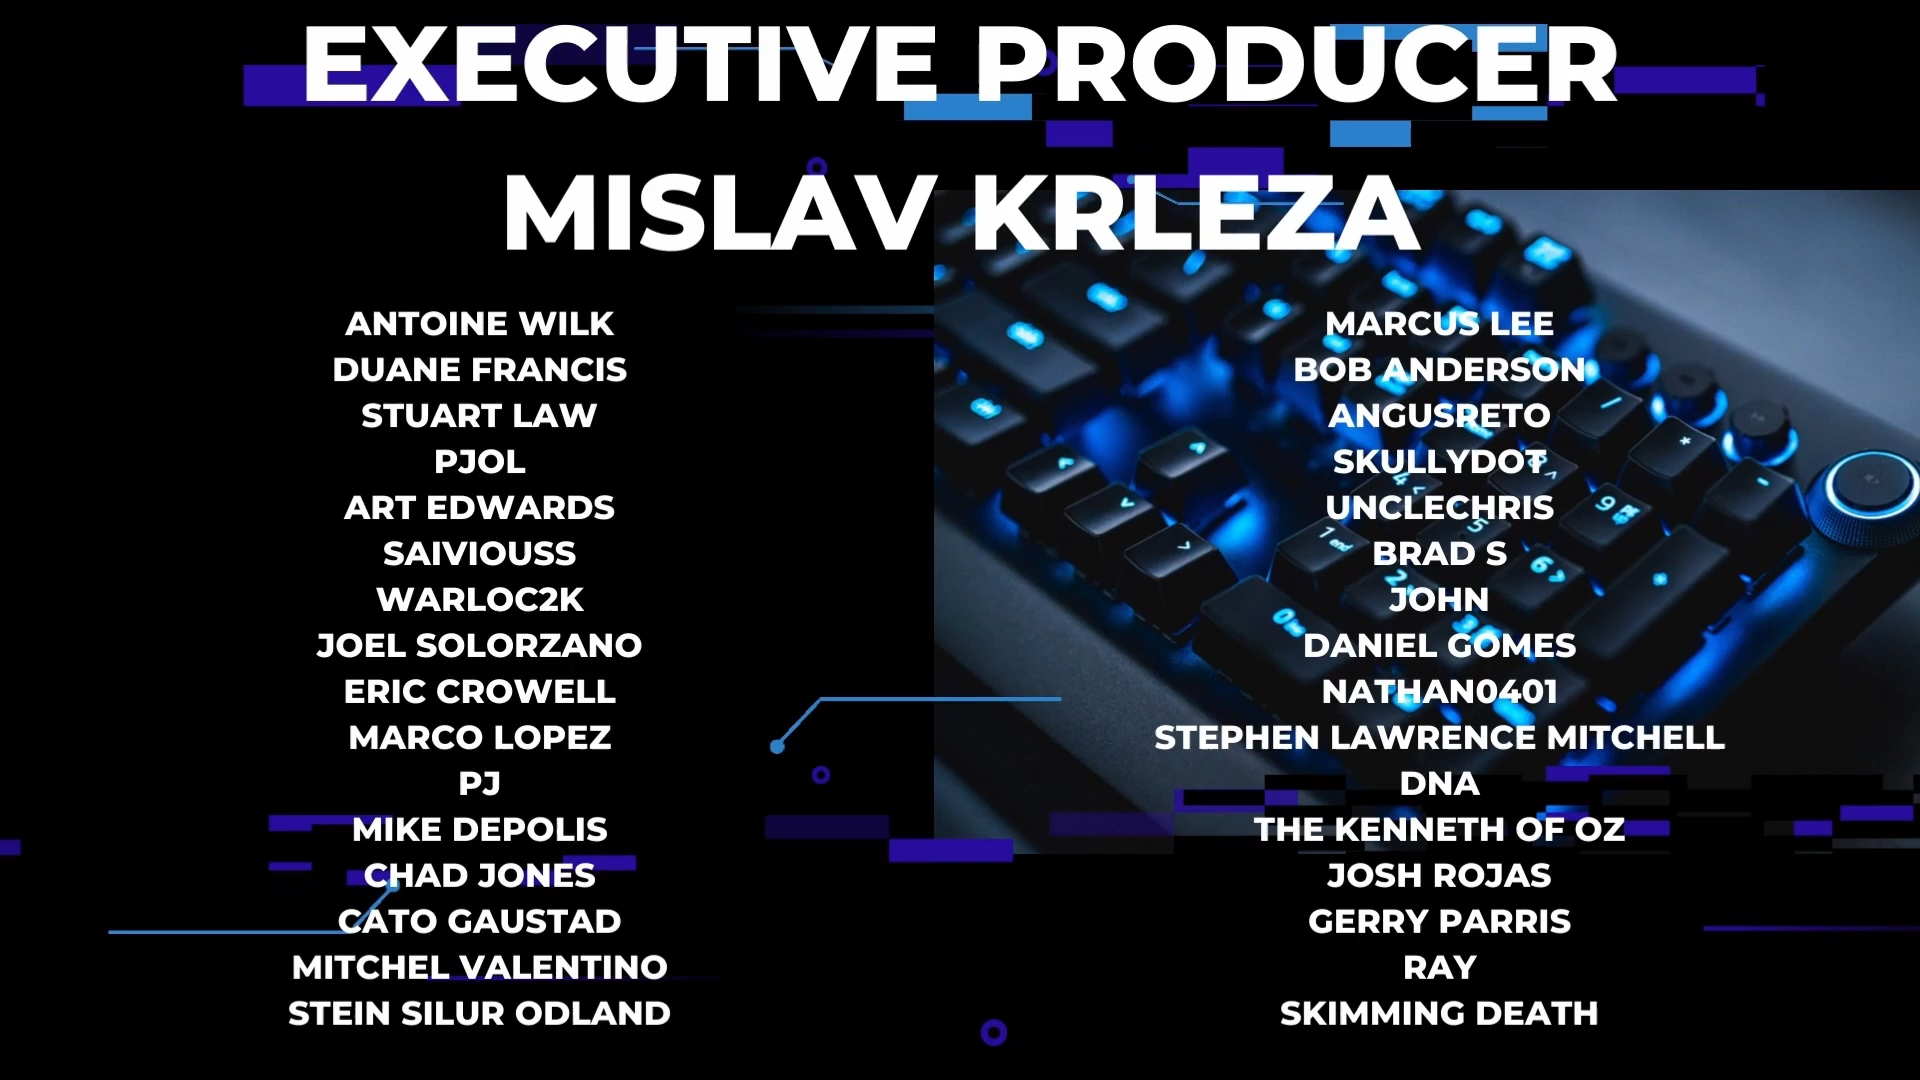 EXECUTIVE PRODUCER
MISLAV KRLEZA
ANTOINE WILK
DUANE FRANCIS
STUART LAW
PJOL
ART EDWARDS
SAIVIOUSS
WARLOC2K
JOEL SOLORZANO
ERIC CROWELL
MARCO LOPEZ
PJ
MIKE DEPOLIS
CHAD JONES
CATO GAUSTAD
MITCHEL VALENTINO
STEIN SILUR ODLAND
MARCUS LEE
BOB ANDERSON
ANGUSRETO
SKULLYDOT
UNCLECHRIS
BRAD S
JOHN
DANIEL GOMES
NATHAN0401
STEPHEN LAWRENCE MITCHELL
DNA
THE KENNETH OF OZ
JOSH ROJAS
GERRY PARRIS
RAY
SKIMMING DEATH